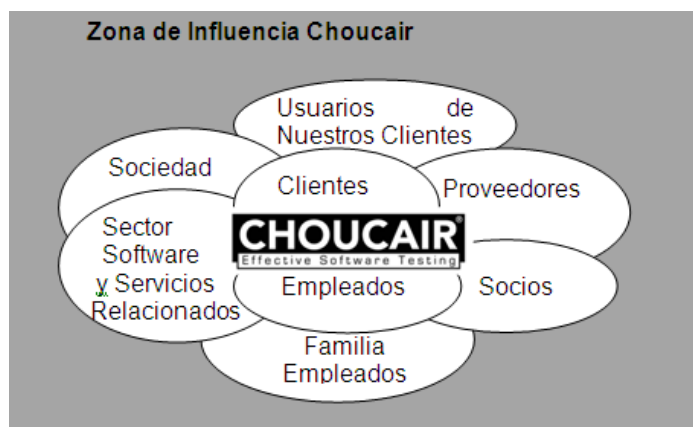 Zona de Influencia Choucair
Usuarios de
Nuestros Clientes
Sociedad
Clientes
Proveedores
Sector
Software
y Servicios
Relacionados
CHOUCAIR®
Effective Software Testing
Empleados
Socios
Familia
Empleados